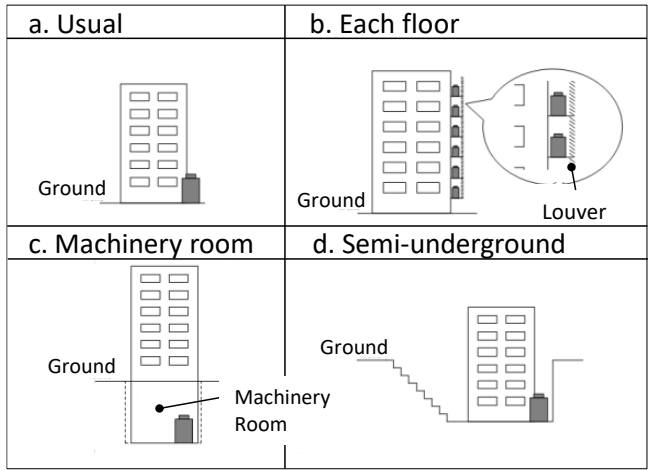 a. Usual
b. Each floor
Ground
Ground
Louver
c. Machinery room
d. Semi-underground
Ground
Machinery
Room
Ground